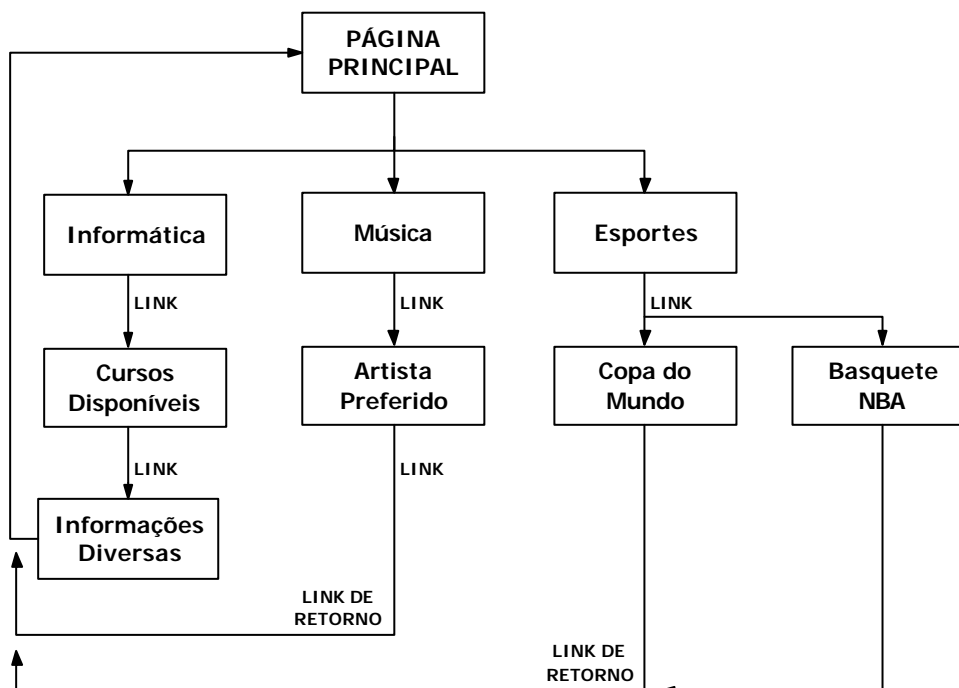 PÁGINA
PRINCIPAL
Informática
Música
Esportes
LINK
LINK
LINK
Cursos
Disponíveis
Artista
Preferido
Copa do
Mundo
Basquete
NBA
LINK
LINK
Informações
Diversas
LINK DE
RETORNO
LINK DE
RETORNO